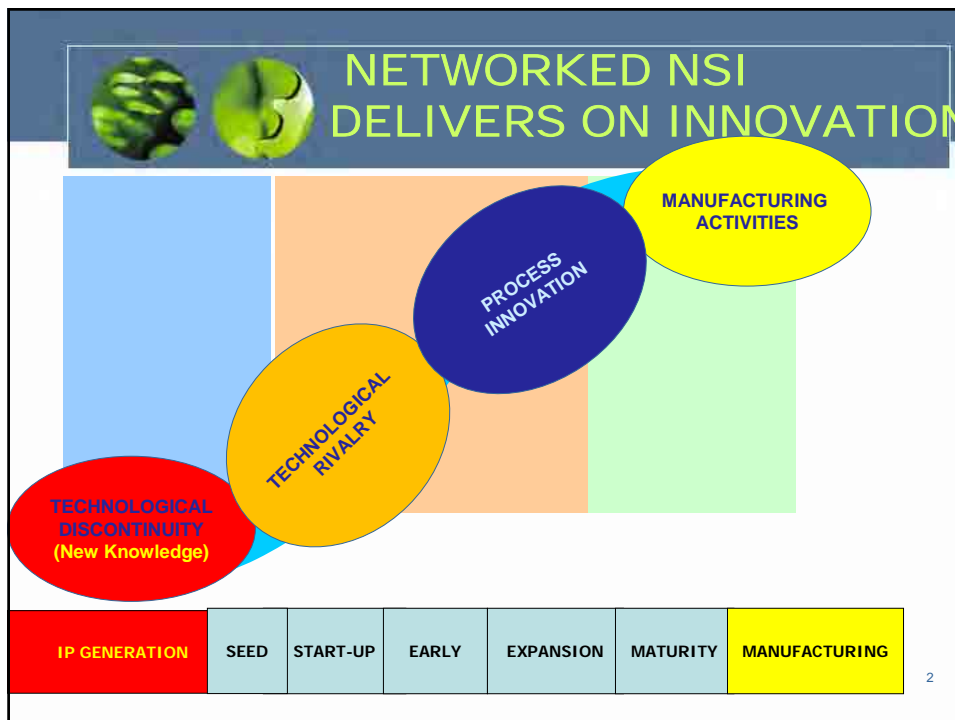 NETWORKED NSI
DELIVERS ON INNOVATION
MANUFACTURING
ACTIVITIES
PROCESS
INNOVATION
TECHNOLOGICAL
RIVALRY
TECHNOLOGICAL
DISCONTINUITY
(New Knowledge)
IP GENERATION
SEED
START-UP
EARLY
EXPANSION
MATURITY
MANUFACTURING
2